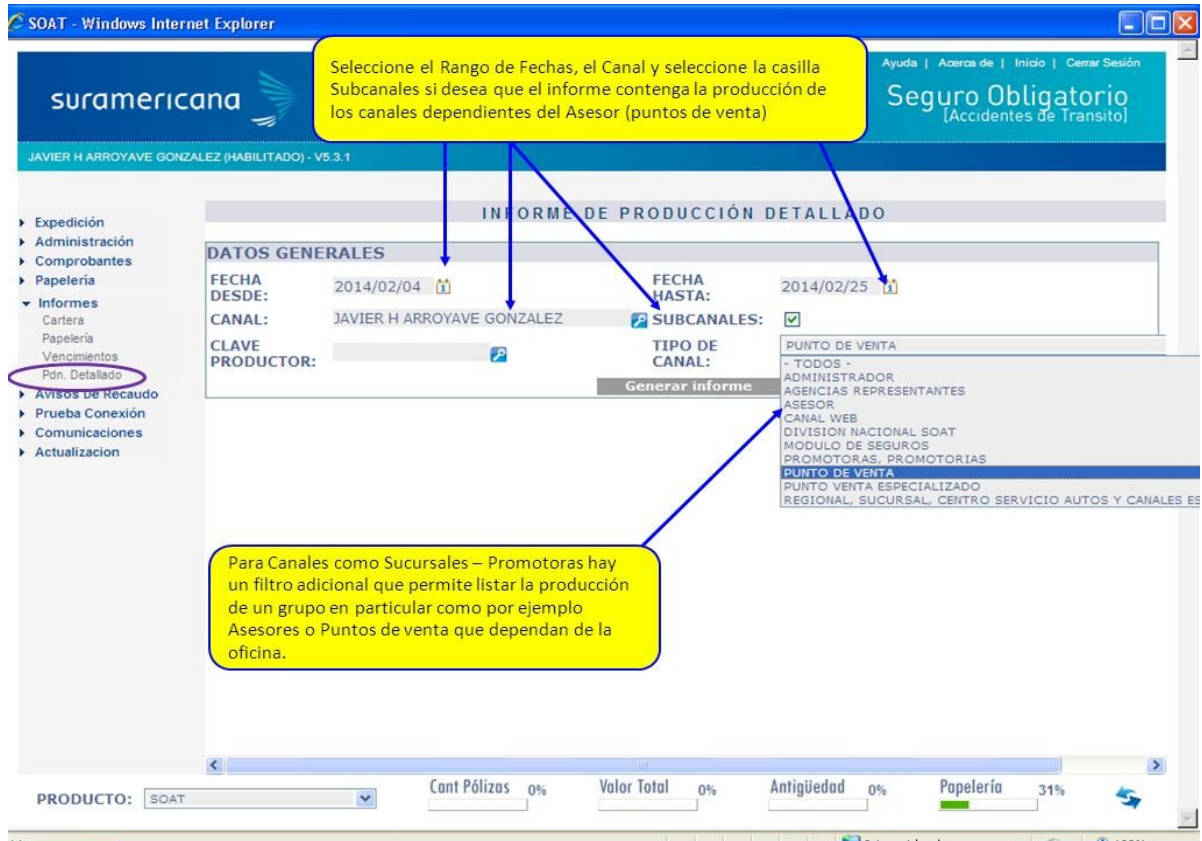 SOAT - Windows Internet Explorer
suramericana
Seleccione el Rango de Fechas, el Canal y seleccione la casilla
Subcanales si desea que el informe contenga la producción de
los canales dependientes del Asesor (puntos de venta)
Ayuda | Acerca de | Inicio | Cerrar Sesión
Seguro Obligatorio
[Accidentes de Transito]
JAVIER H ARROYAVE GONZALEZ (HABILITADO) - V5.3.1
Expedición
Administración
Comprobantes
Papelería
Informes
Cartera
Papelería
Vencimientos
Pdn. Detallado
Avisos De Recaudo
Prueba Conexión
Comunicaciones
Actualizacion
INFORME DE PRODUCCIÓN DETALLADO
DATOS GENERALES
FECHA DESDE: 2014/02/04 FECHA HASTA: 2014/02/25
CANAL: JAVIER H ARROYAVE GONZALEZ SUBCANALES:
CLAVE PRODUCTOR: TIPO DE CANAL: PUNTO DE VENTA
Generar informe
- TODOS -
ADMINISTRADOR
AGENCIAS REPRESENTANTES
ASESOR
CANAL WEB
DIVISION NACIONAL SOAT
MODULO DE SEGUROS
PROMOTORAS, PROMOTORIAS
PUNTO DE VENTA
PUNTO VENTA ESPECIALIZADO
REGIONAL, SUCURSAL, CENTRO SERVICIO AUTOS Y CANALES ES
Para Canales como Sucursales – Promotoras hay
un filtro adicional que permite listar la producción
de un grupo en particular como por ejemplo
Asesores o Puntos de venta que dependan de la
oficina.
PRODUCTO: SOAT Cant Pólizas 0% Valor Total 0% Antigüedad 0% Papelería 31%